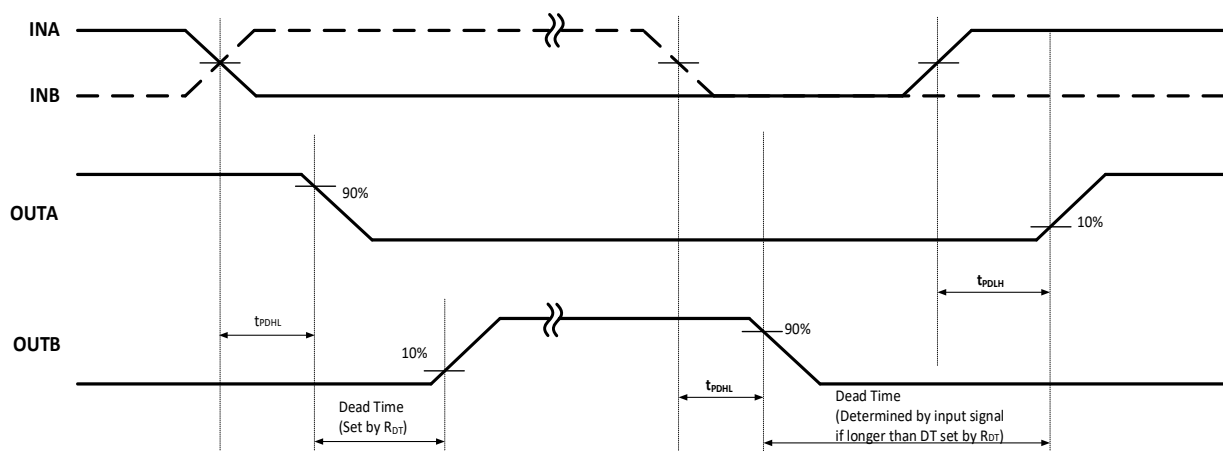 INA
INB
OUTA
90%
10%
tPDLH
OUTB
tPDHL
10%
90%
tPDHL
Dead Time
(Set by RDT)
Dead Time
(Determined by input signal
if longer than DT set by RDT)